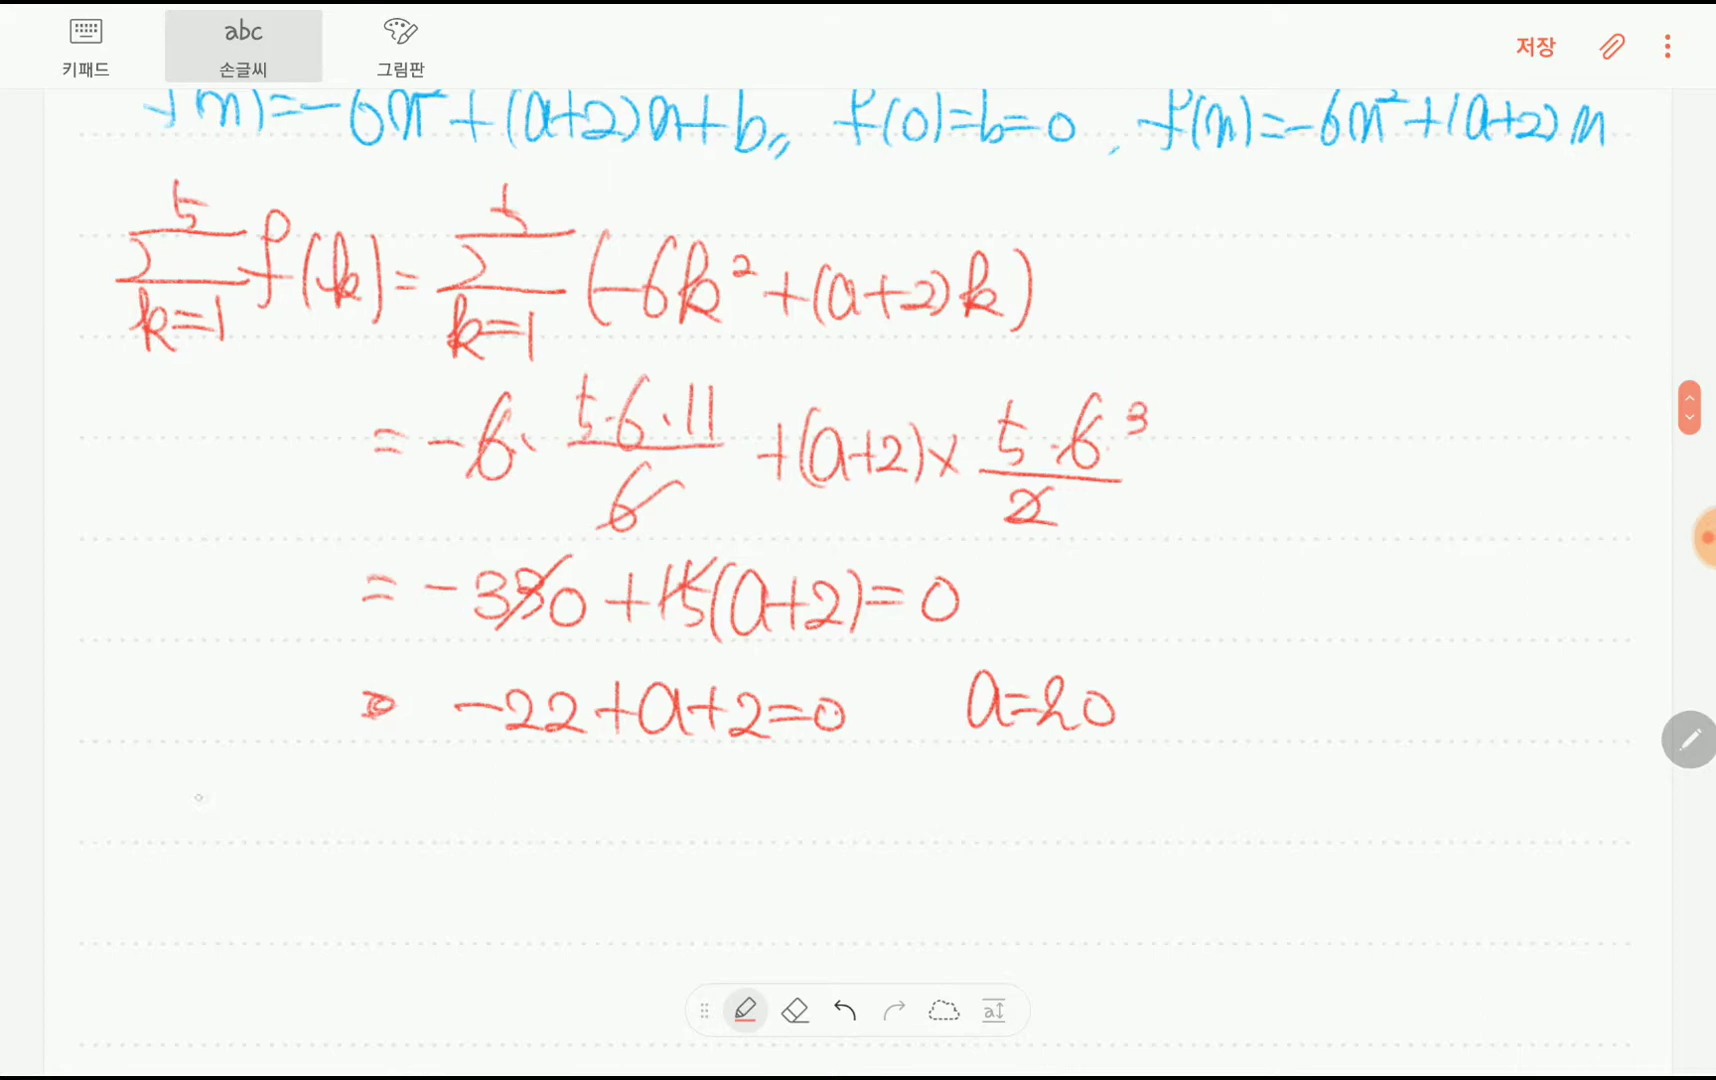 키패드
abc
손글씨
그림판
저장
f(n)=-6n²+(a+2)n+b,, f(0)=b=0 , f(n)=-6n²+(a+2)n
5 5
Σ f(k)= Σ (-6k²+(a+2)k)
k=1 k=1
= -6· 5·6·11/6 +(a+2)× 5·6/2 3
= -330+15(a+2)=0
⇒ -22+a+2=0 a=20
a